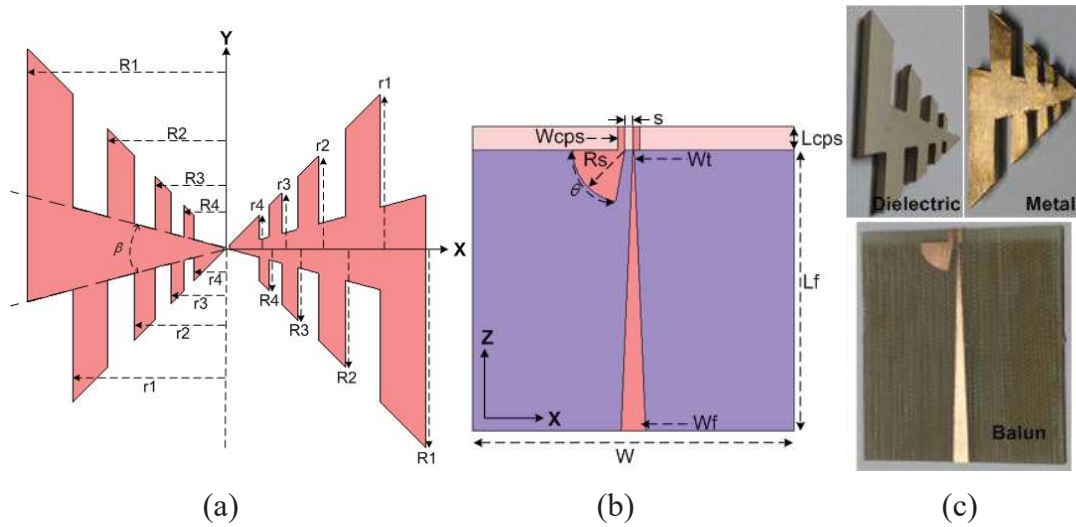 Y
R1
r1
R2
r2
R3
r3
R4
r4
β
X
r4
r3
r2
r1
R4
R3
R2
R1
s
Wcps
Lcps
Rs
Wt
θ
Lf
Z
X
Wf
W
Dielectric
Metal
Balun
(a)
(b)
(c)